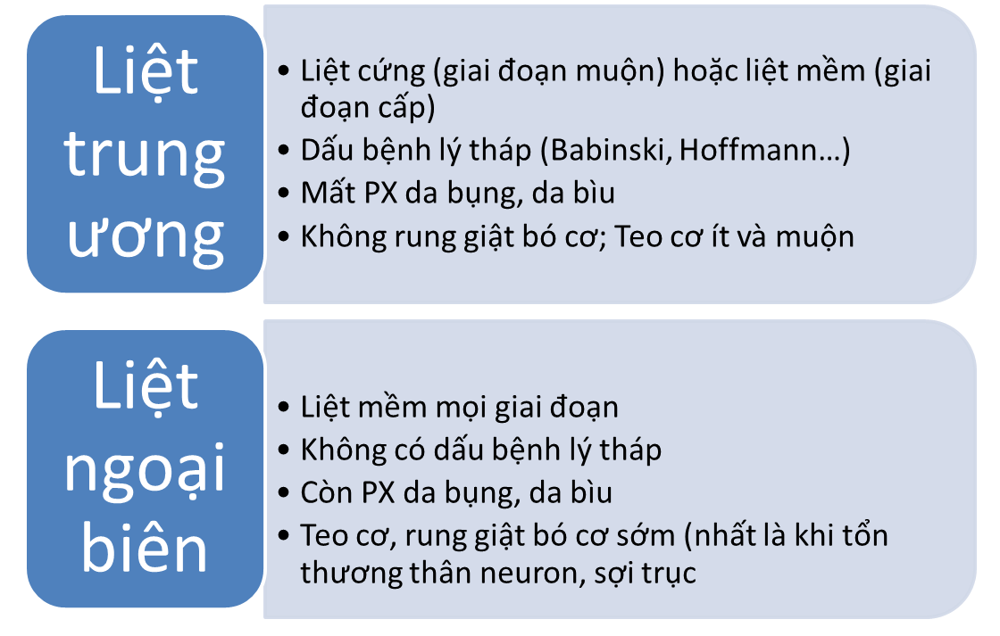 Liệt
trung
ương
• Liệt cứng (giai đoạn muộn) hoặc liệt mềm (giai
đoạn cấp)
• Dấu bệnh lý tháp (Babinski, Hoffmann…)
• Mất PX da bụng, da bìu
• Không rung giật bó cơ; Teo cơ ít và muộn
Liệt
ngoại
biên
• Liệt mềm mọi giai đoạn
• Không có dấu bệnh lý tháp
• Còn PX da bụng, da bìu
• Teo cơ, rung giật bó cơ sớm (nhất là khi tổn
thương thân neuron, sợi trục